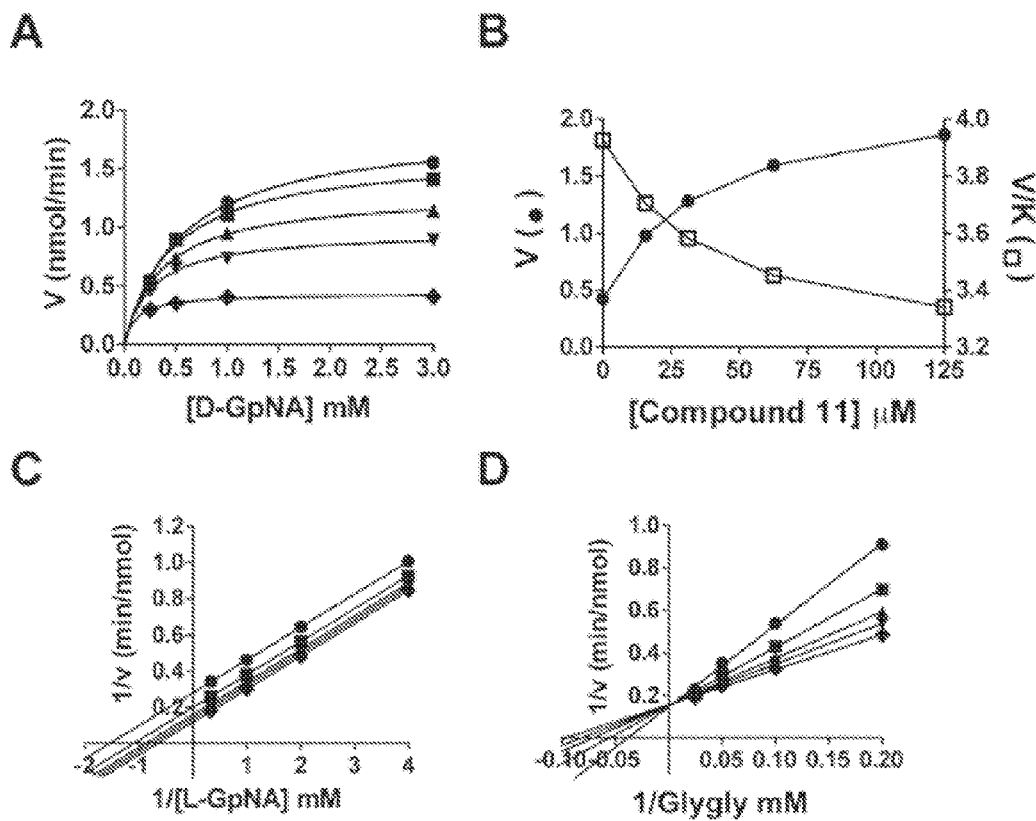 A
V (nmol/min)
2.0
1.5
1.0
0.5
0.0
0.0 0.5 1.0 1.5 2.0 2.5 3.0
[D-GpNA] mM
B
V (●)
2.0
1.5
1.0
0.5
0.0
4.0
3.8
3.6
3.4
3.2
V/K (□)
0 25 50 75 100 125
[Compound 11] μM
C
1/v (min/nmol)
1.2
1.0
0.8
0.6
0.4
0.2
-2 -1 1 2 3 4
1/[L-GpNA] mM
D
1/v (min/nmol)
1.0
0.8
0.6
0.4
0.2
-0.10 -0.05 0.05 0.10 0.15 0.20
1/Glygly mM